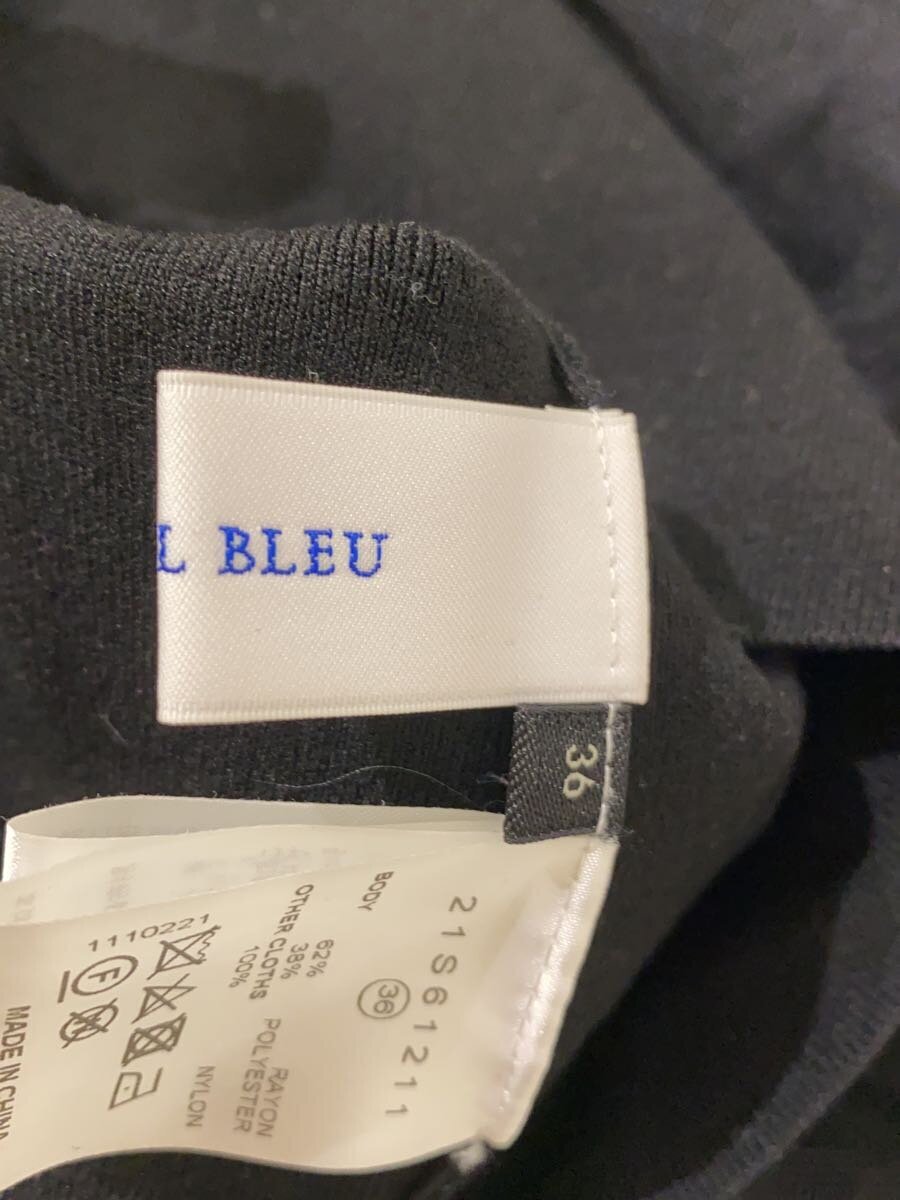 L BLEU
36
21S61211
36
BODY
62% RAYON
38% POLYESTER
OTHER CLOTHS
100% NYLON
1110221
F
MADE IN CHINA